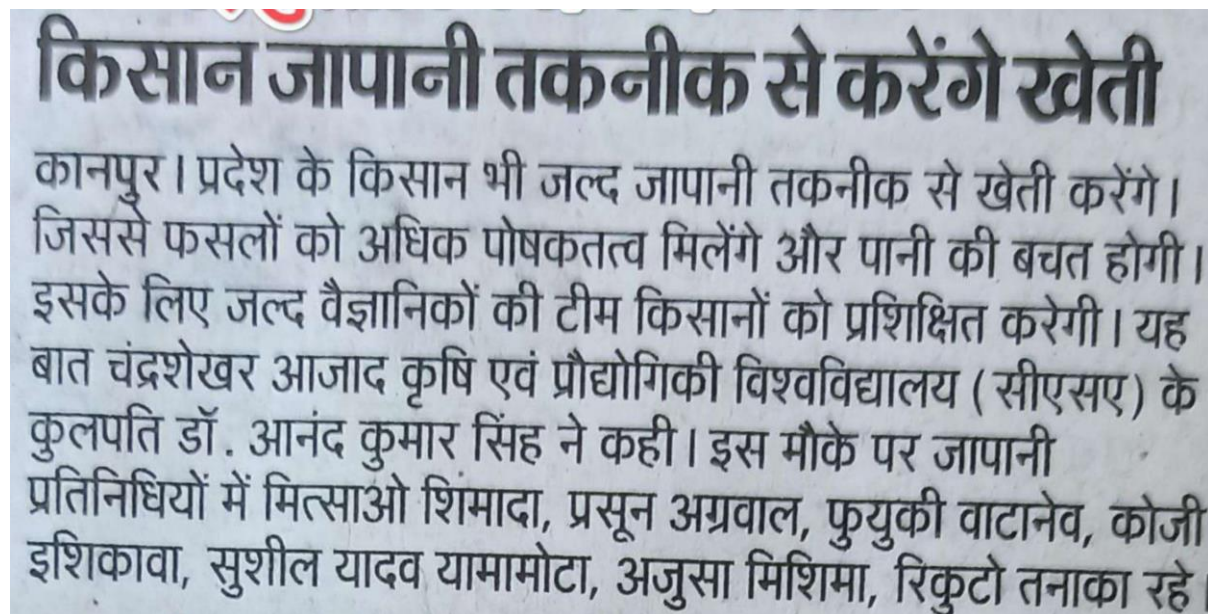 किसान जापानी तकनीक से करेंगे खेती
कानपुर। प्रदेश के किसान भी जल्द जापानी तकनीक से खेती करेंगे।
जिससे फसलों को अधिक पोषकतत्व मिलेंगे और पानी की बचत होगी।
इसके लिए जल्द वैज्ञानिकों की टीम किसानों को प्रशिक्षित करेगी। यह
बात चंद्रशेखर आजाद कृषि एवं प्रौद्योगिकी विश्वविद्यालय (सीएसए) के
कुलपति डॉ. आनंद कुमार सिंह ने कही। इस मौके पर जापानी
प्रतिनिधियों में मित्साओ शिमादा, प्रसून अग्रवाल, फुयुकी वाटानेव, कोजी
इशिकावा, सुशील यादव यामामोटा, अजुसा मिशिमा, रिकुटो तनाका रहे।